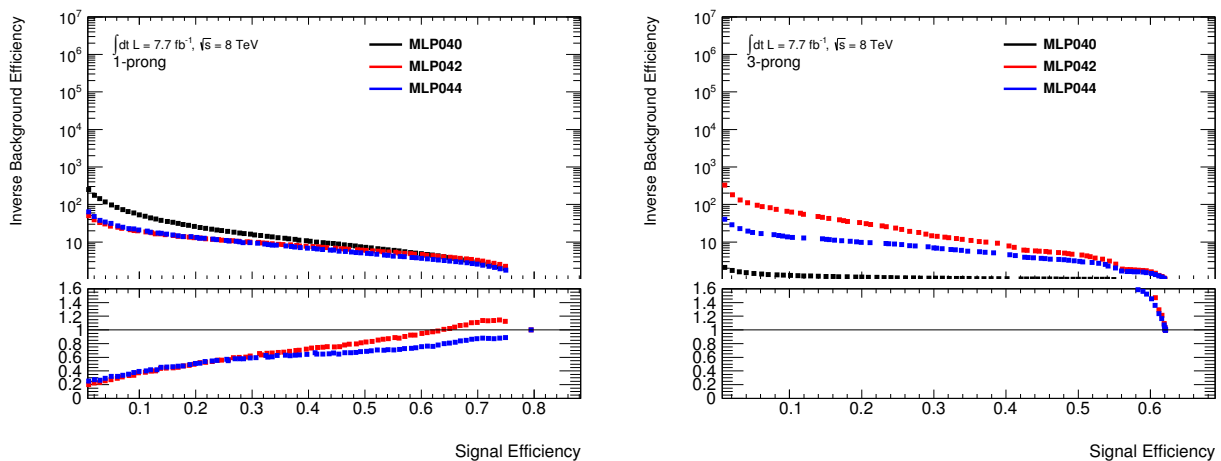 Inverse Background Efficiency
10⁷
10⁶
10⁵
10⁴
10³
10²
10
∫dt L = 7.7 fb⁻¹, √s = 8 TeV
1-prong
MLP040
MLP042
MLP044
1.6
1.4
1.2
1
0.8
0.6
0.4
0.2
0
0.1 0.2 0.3 0.4 0.5 0.6 0.7 0.8
Signal Efficiency
Inverse Background Efficiency
10⁷
10⁶
10⁵
10⁴
10³
10²
10
∫dt L = 7.7 fb⁻¹, √s = 8 TeV
3-prong
MLP040
MLP042
MLP044
1.6
1.4
1.2
1
0.8
0.6
0.4
0.2
0
0.1 0.2 0.3 0.4 0.5 0.6
Signal Efficiency